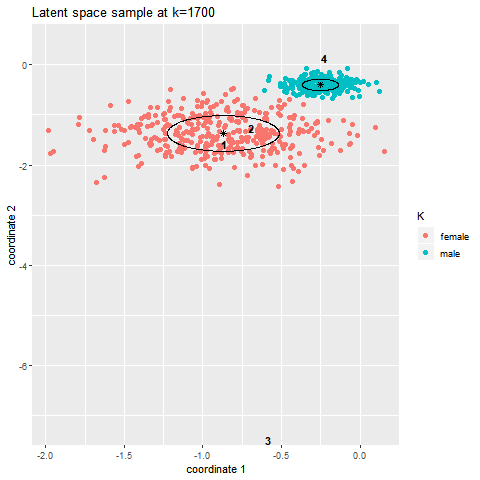 Latent space sample at k=1700
4
0
2
1
-2
-4
-6
3
-2.0 -1.5 -1.0 -0.5 0.0
coordinate 1
coordinate 2
K
female
male